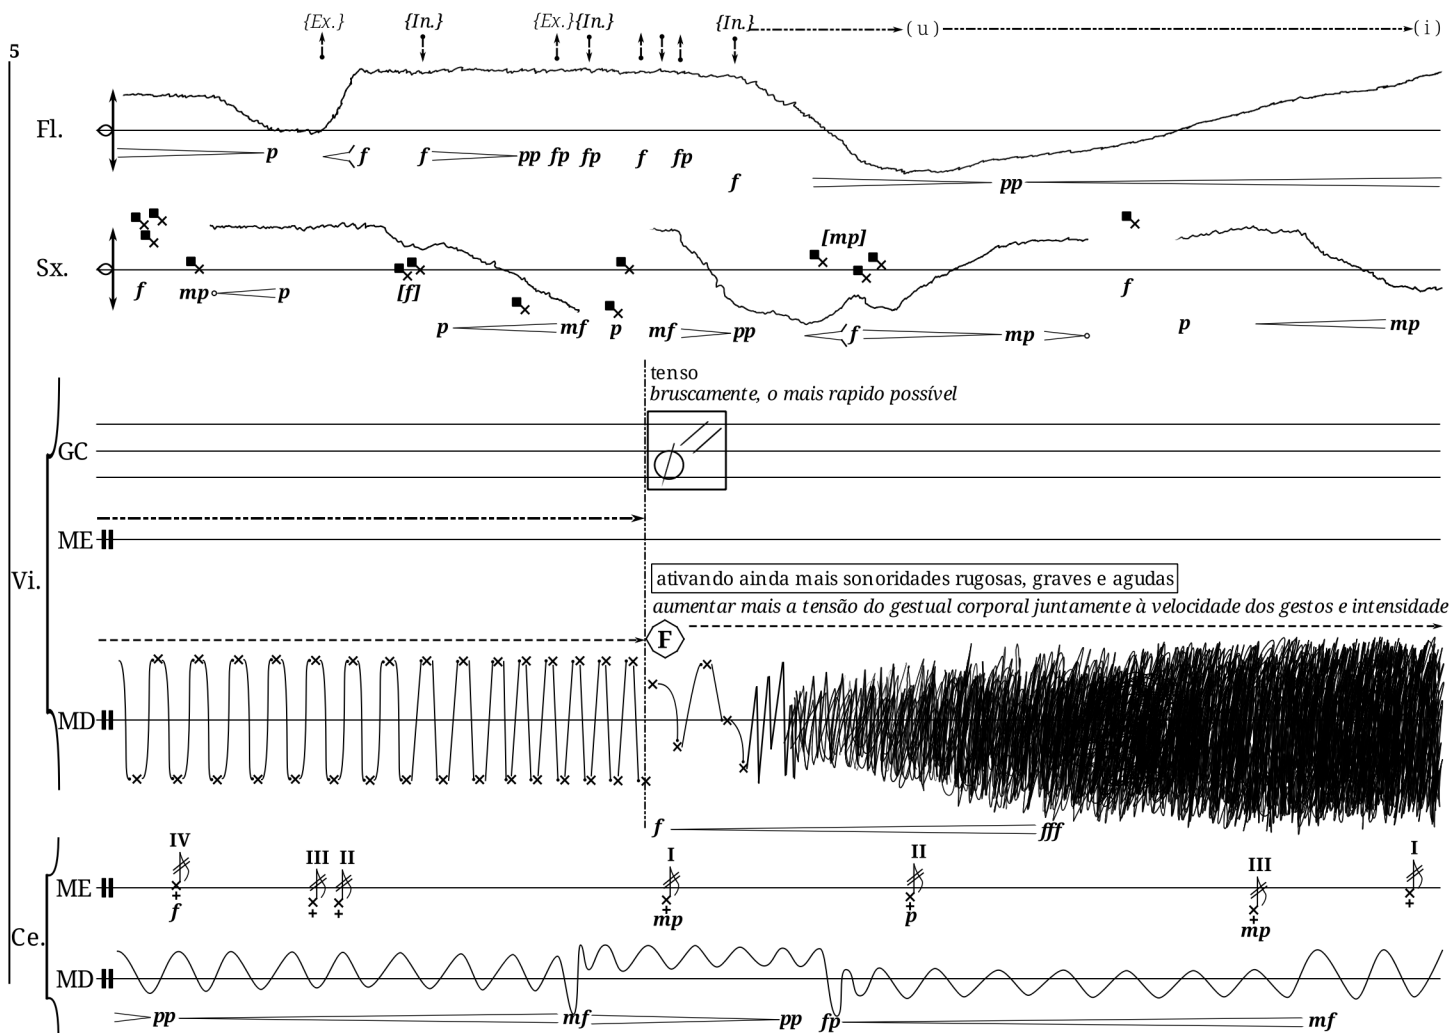 {Ex.} {In.} {Ex.} {In.} {In.} ( u ) ( i )
5
Fl.
p f f pp fp fp f fp f pp
Sx.
[mp]
f mp p [f] f
p mf p mf pp f mp p mp
tenso
bruscamente, o mais rapido possível
GC
ME
Vi.
ativando ainda mais sonoridades rugosas, graves e agudas
aumentar mais a tensão do gestual corporal juntamente à velocidade dos gestos e intensidade
F
MD
f fff
IV III II I II III I
ME
f mp p mp
Ce.
MD
pp mf pp fp mf